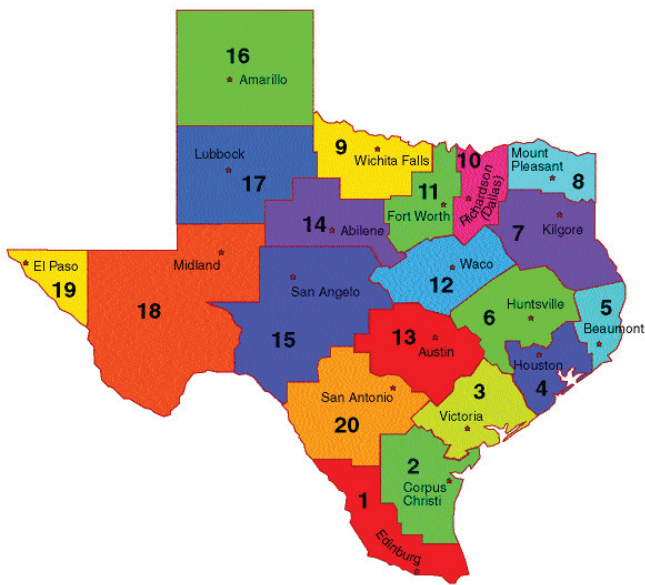 16
Amarillo
Lubbock
17
9
Wichita Falls
10
Richardson
(Dallas)
Mount
Pleasant
8
11
Fort Worth
14
Abilene
7
Kilgore
El Paso
19
Midland
18
San Angelo
15
Waco
12
Huntsville
6
5
Beaumont
13
Austin
Houston
4
San Antonio
20
3
Victoria
2
Corpus
Christi
1
Edinburg